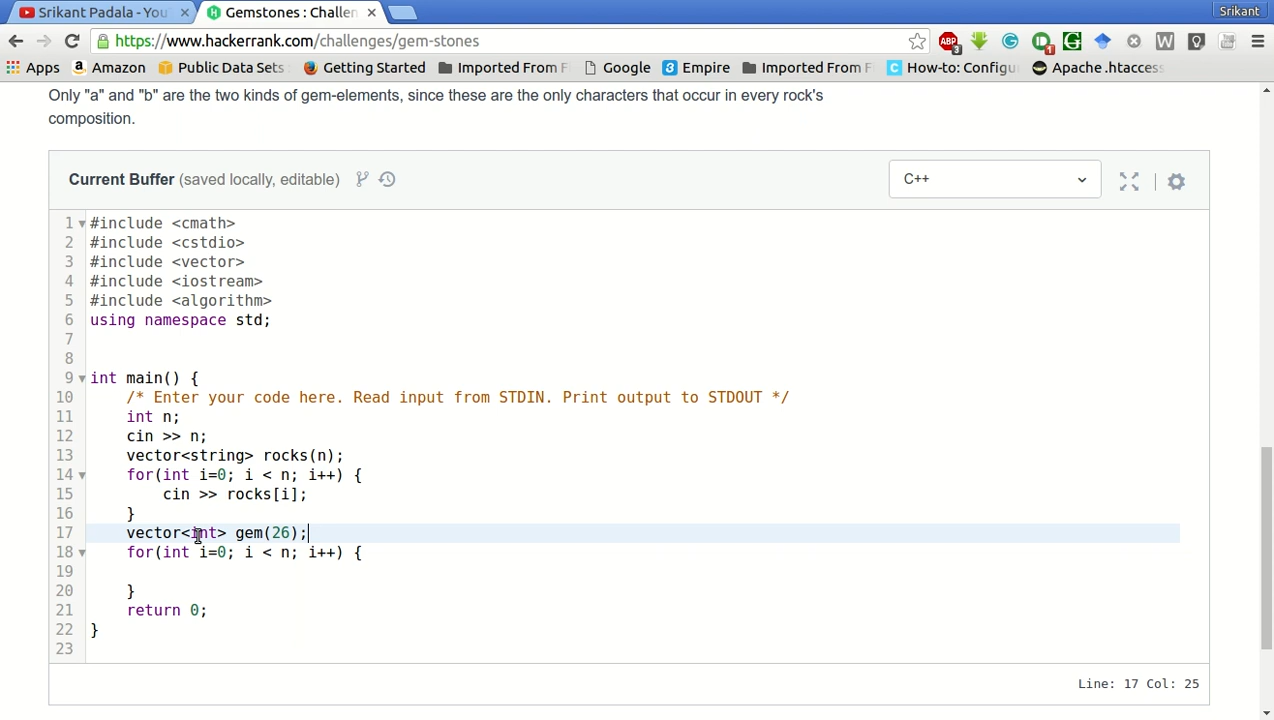 Srikant Padala - You
Gemstones : Challen
Srikant
https://www.hackerrank.com/challenges/gem-stones
ABP 3 1 G W
Apps Amazon Public Data Sets Getting Started Imported From F Google Empire Imported From F How-to: Configu Apache .htaccess
Only "a" and "b" are the two kinds of gem-elements, since these are the only characters that occur in every rock's
composition.
Current Buffer (saved locally, editable)
C++
1 #include <cmath>
2 #include <cstdio>
3 #include <vector>
4 #include <iostream>
5 #include <algorithm>
6 using namespace std;
7
8
9 int main() {
10 /* Enter your code here. Read input from STDIN. Print output to STDOUT */
11 int n;
12 cin >> n;
13 vector<string> rocks(n);
14 for(int i=0; i < n; i++) {
15 cin >> rocks[i];
16 }
17 vector<int> gem(26);
18 for(int i=0; i < n; i++) {
19
20 }
21 return 0;
22 }
23
Line: 17 Col: 25